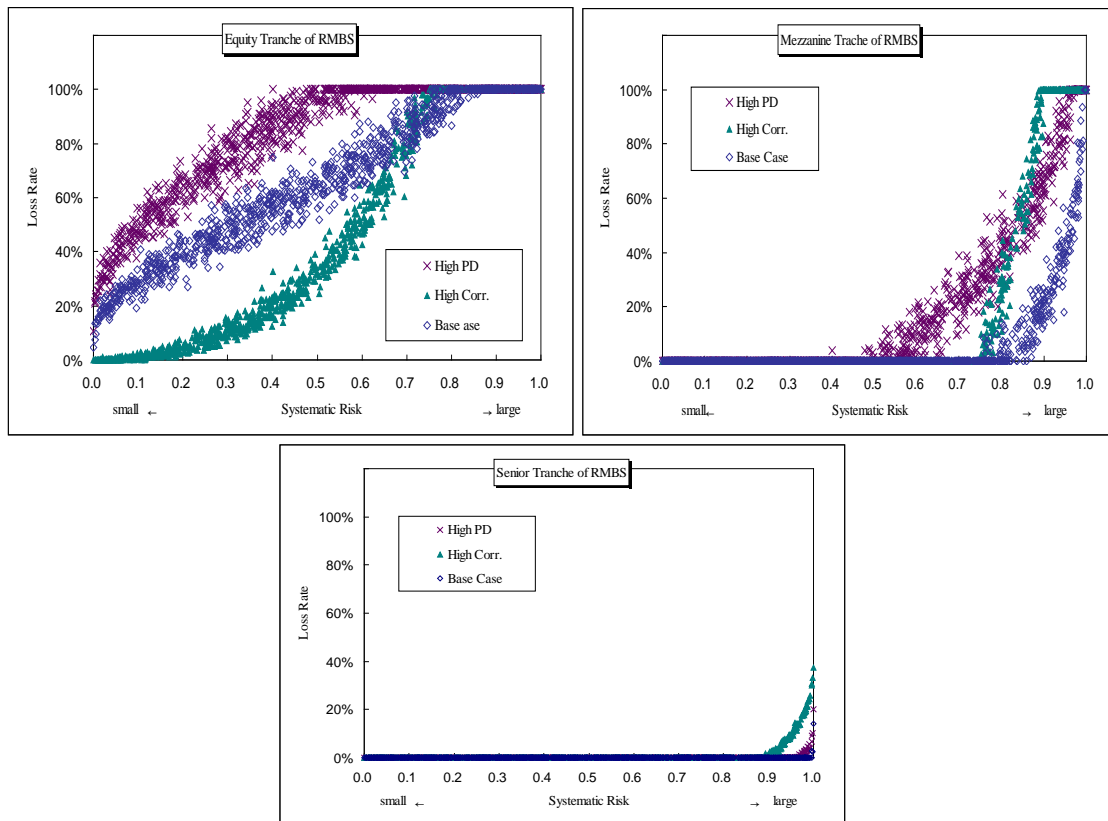 Equity Tranche of RMBS
Loss Rate
100%
80%
60%
40%
20%
0%
High PD
High Corr.
Base ase
0.0 0.1 0.2 0.3 0.4 0.5 0.6 0.7 0.8 0.9 1.0
small ← Systematic Risk → large
Mezzanine Trache of RMBS
Loss Rate
100%
80%
60%
40%
20%
0%
High PD
High Corr.
Base Case
0.0 0.1 0.2 0.3 0.4 0.5 0.6 0.7 0.8 0.9 1.0
small← Systematic Risk → large
Senior Tranche of RMBS
Loss Rate
100%
80%
60%
40%
20%
0%
High PD
High Corr.
Base Case
0.0 0.1 0.2 0.3 0.4 0.5 0.6 0.7 0.8 0.9 1.0
small ← Systematic Risk → large